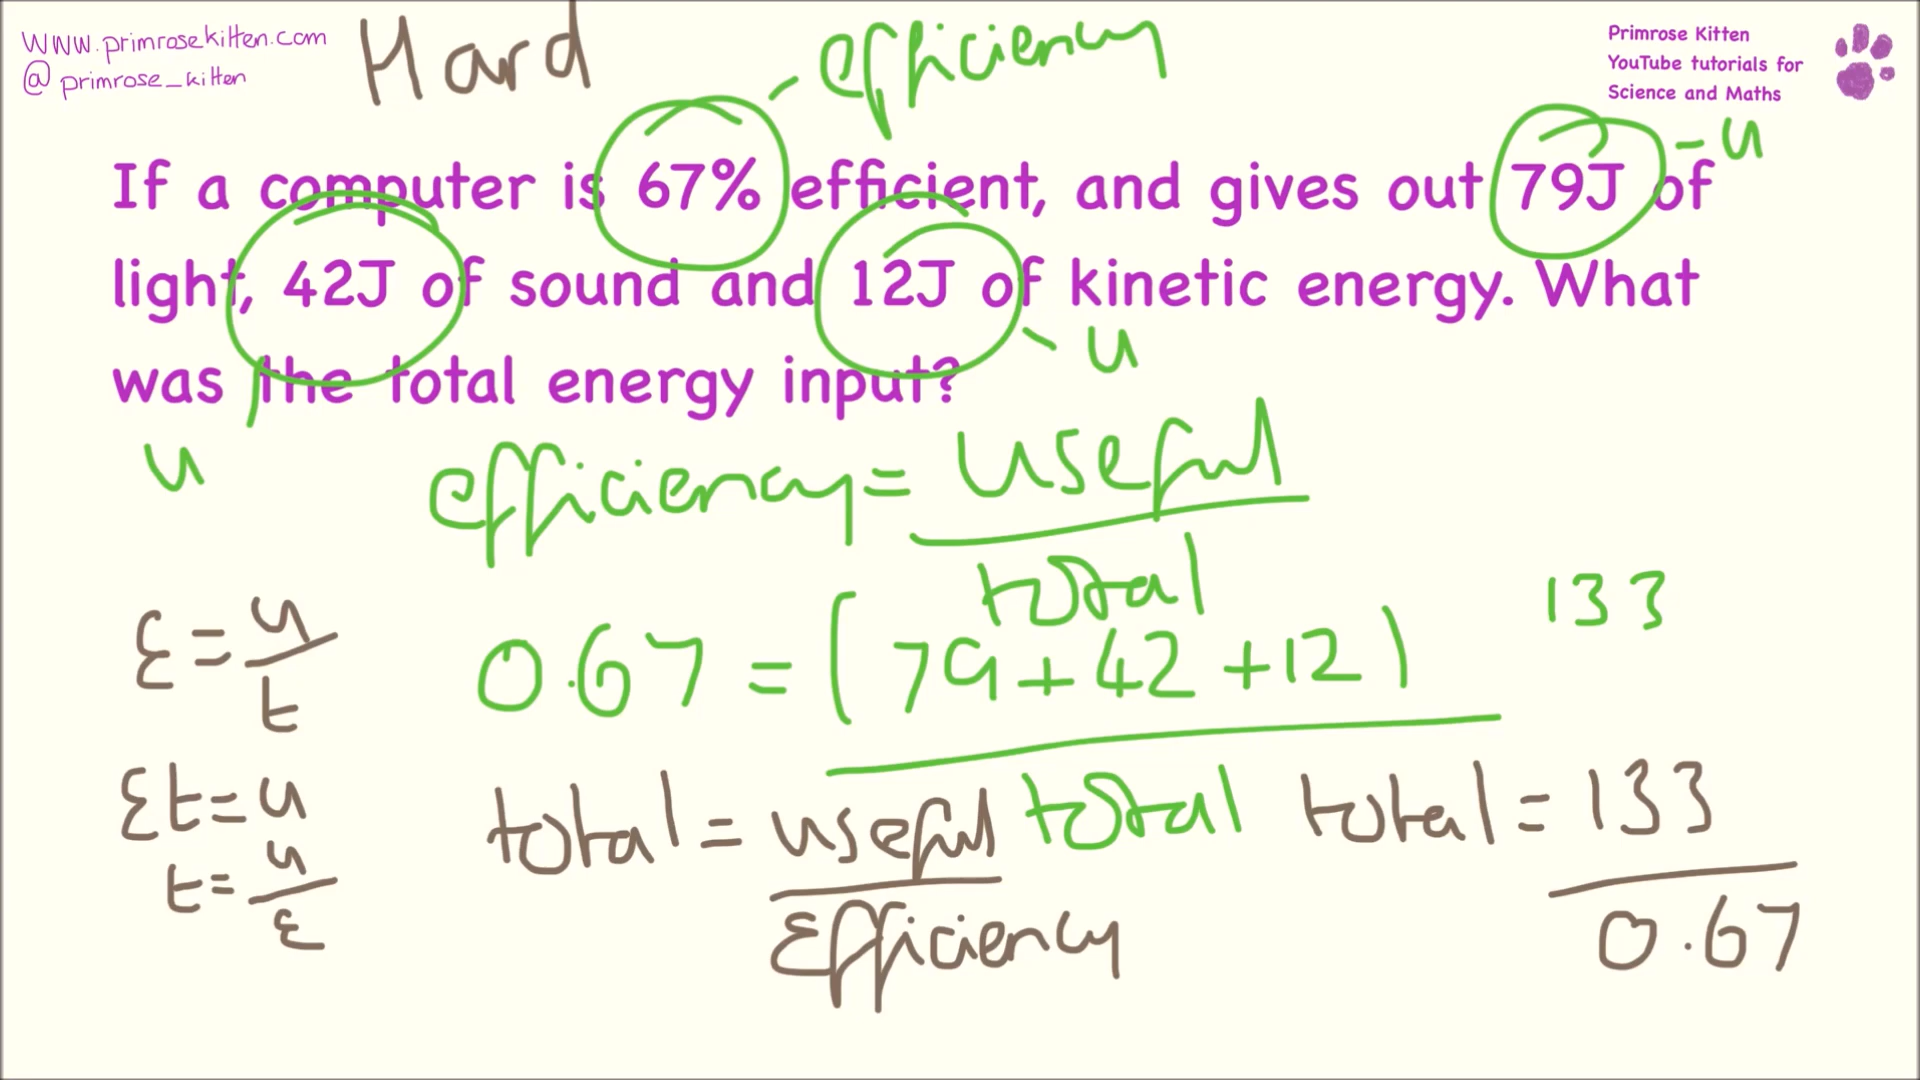 www.primrosekitten.com
@primrose_kitten
Hard
efficiency
Primrose Kitten
YouTube tutorials for
Science and Maths
If a computer is 67% efficient, and gives out 79J of
u
light, 42J of sound and 12J of kinetic energy. What
u
was the total energy input?
u
efficiency = useful
total
133
ε = u
t
0.67 = (79 + 42 + 12)
total
εt = u
t = u
ε
total = useful
Efficiency
total = 133
0.67